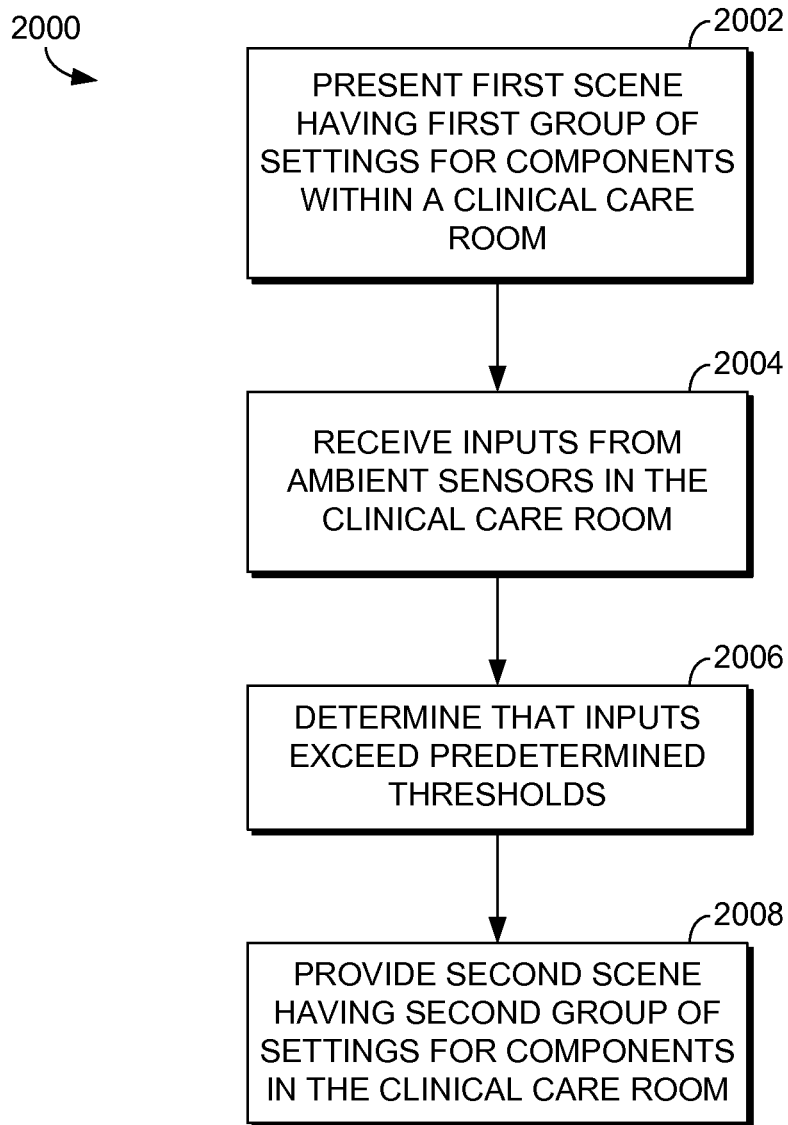 2000
2002
PRESENT FIRST SCENE
HAVING FIRST GROUP OF
SETTINGS FOR COMPONENTS
WITHIN A CLINICAL CARE
ROOM
2004
RECEIVE INPUTS FROM
AMBIENT SENSORS IN THE
CLINICAL CARE ROOM
2006
DETERMINE THAT INPUTS
EXCEED PREDETERMINED
THRESHOLDS
2008
PROVIDE SECOND SCENE
HAVING SECOND GROUP OF
SETTINGS FOR COMPONENTS
IN THE CLINICAL CARE ROOM